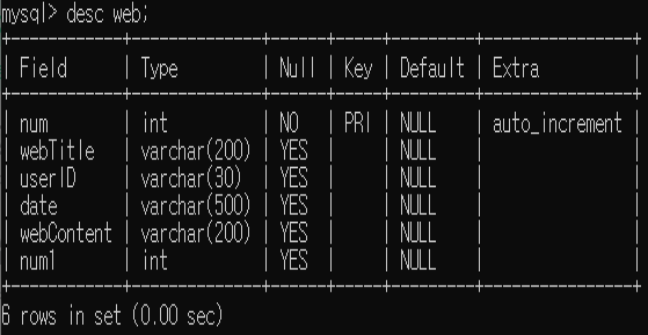 mysql> desc web;
+------------+--------------+------+-----+---------+----------------+
| Field      | Type         | Null | Key | Default | Extra          |
+------------+--------------+------+-----+---------+----------------+
| num        | int          | NO   | PRI | NULL    | auto_increment |
| webTitle   | varchar(200) | YES  |     | NULL    |                |
| userID     | varchar(30)  | YES  |     | NULL    |                |
| date       | varchar(500) | YES  |     | NULL    |                |
| webContent | varchar(200) | YES  |     | NULL    |                |
| num1       | int          | YES  |     | NULL    |                |
+------------+--------------+------+-----+---------+----------------+
6 rows in set (0.00 sec)